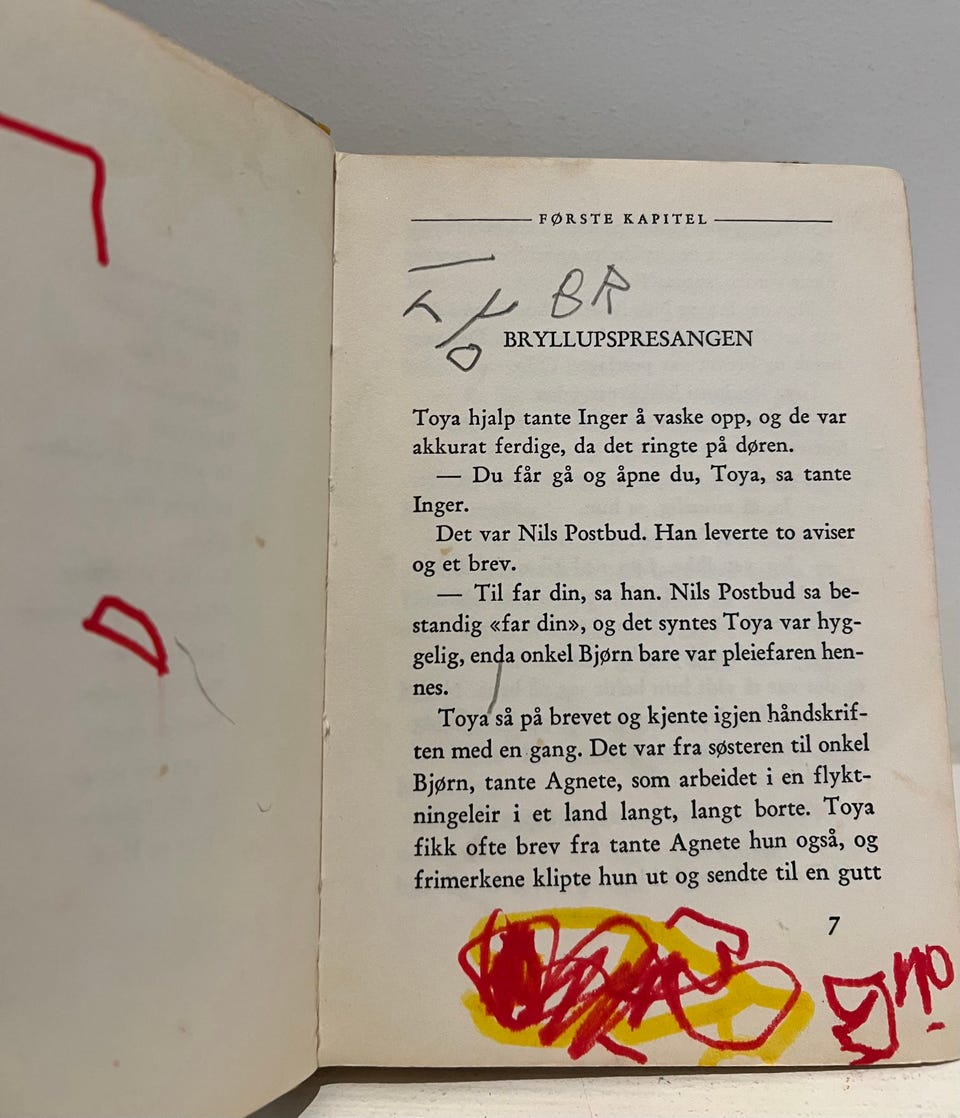 FØRSTE KAPITEL
BR
BRYLLUPSPRESANGEN
Toya hjalp tante Inger å vaske opp, og de var
akkurat ferdige, da det ringte på døren.
— Du får gå og åpne du, Toya, sa tante
Inger.
Det var Nils Postbud. Han leverte to aviser
og et brev.
— Til far din, sa han. Nils Postbud sa be-
standig «far din», og det syntes Toya var hyg-
gelig, enda onkel Bjørn bare var pleiefaren hen-
nes.
Toya så på brevet og kjente igjen håndskrif-
ten med en gang. Det var fra søsteren til onkel
Bjørn, tante Agnete, som arbeidet i en flykt-
ningeleir i et land langt, langt borte. Toya
fikk ofte brev fra tante Agnete hun også, og
frimerkene klipte hun ut og sendte til en gutt
7